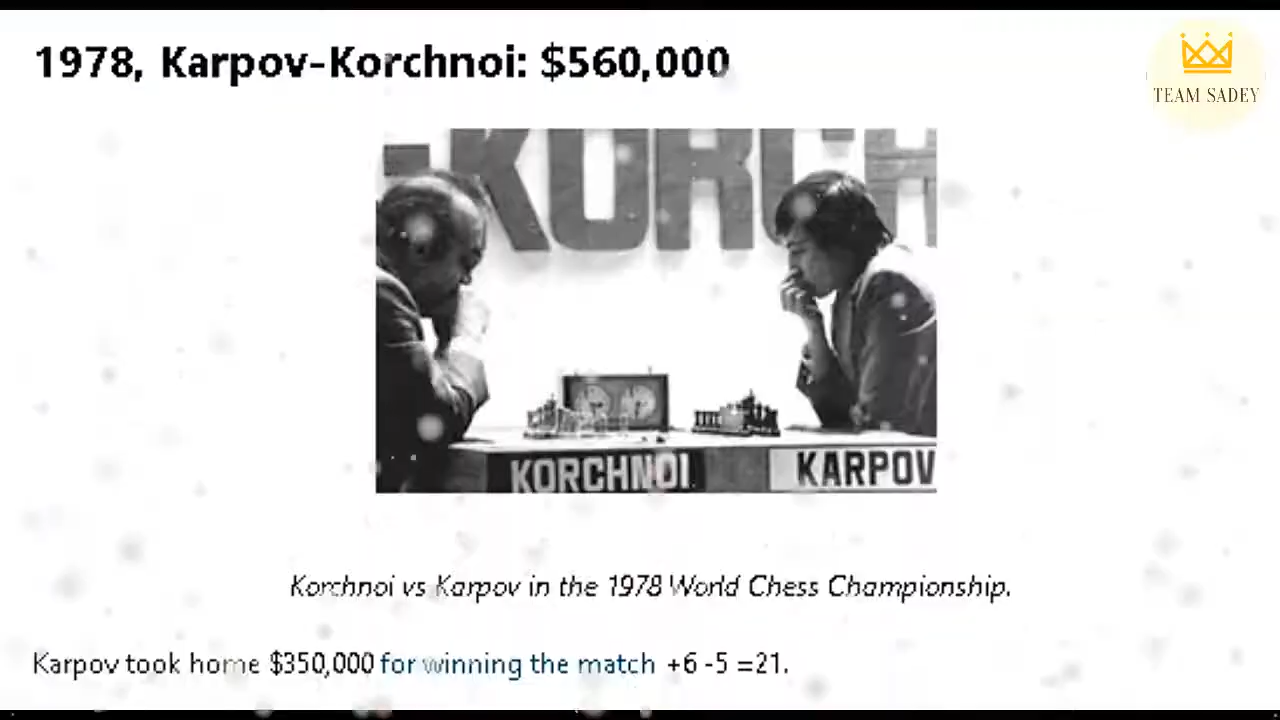 1978, Karpov-Korchnoi: $560,000
TEAM SADEY
-KORCH
KORCHNOI
KARPOV
Korchnoi vs Karpov in the 1978 World Chess Championship.
Karpov took home $350,000 for winning the match +6 -5 =21.